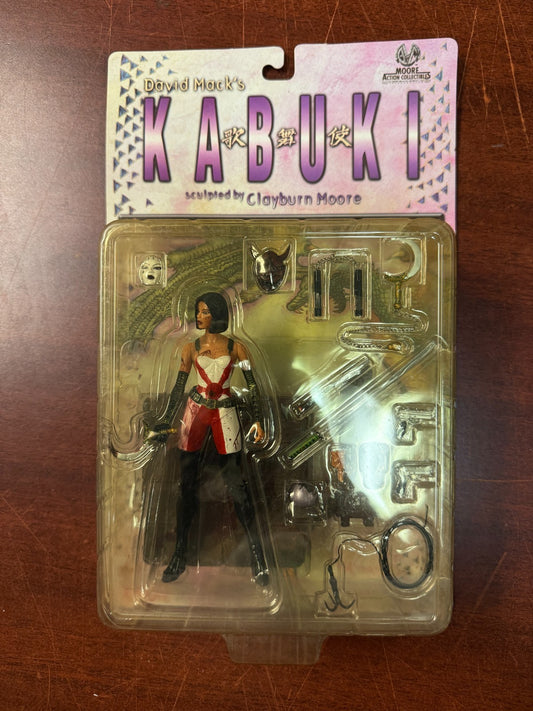 MOORE
ACTION COLLECTIBLES
David Mack's
KABUKI
歌舞伎
sculpted by Clayburn Moore